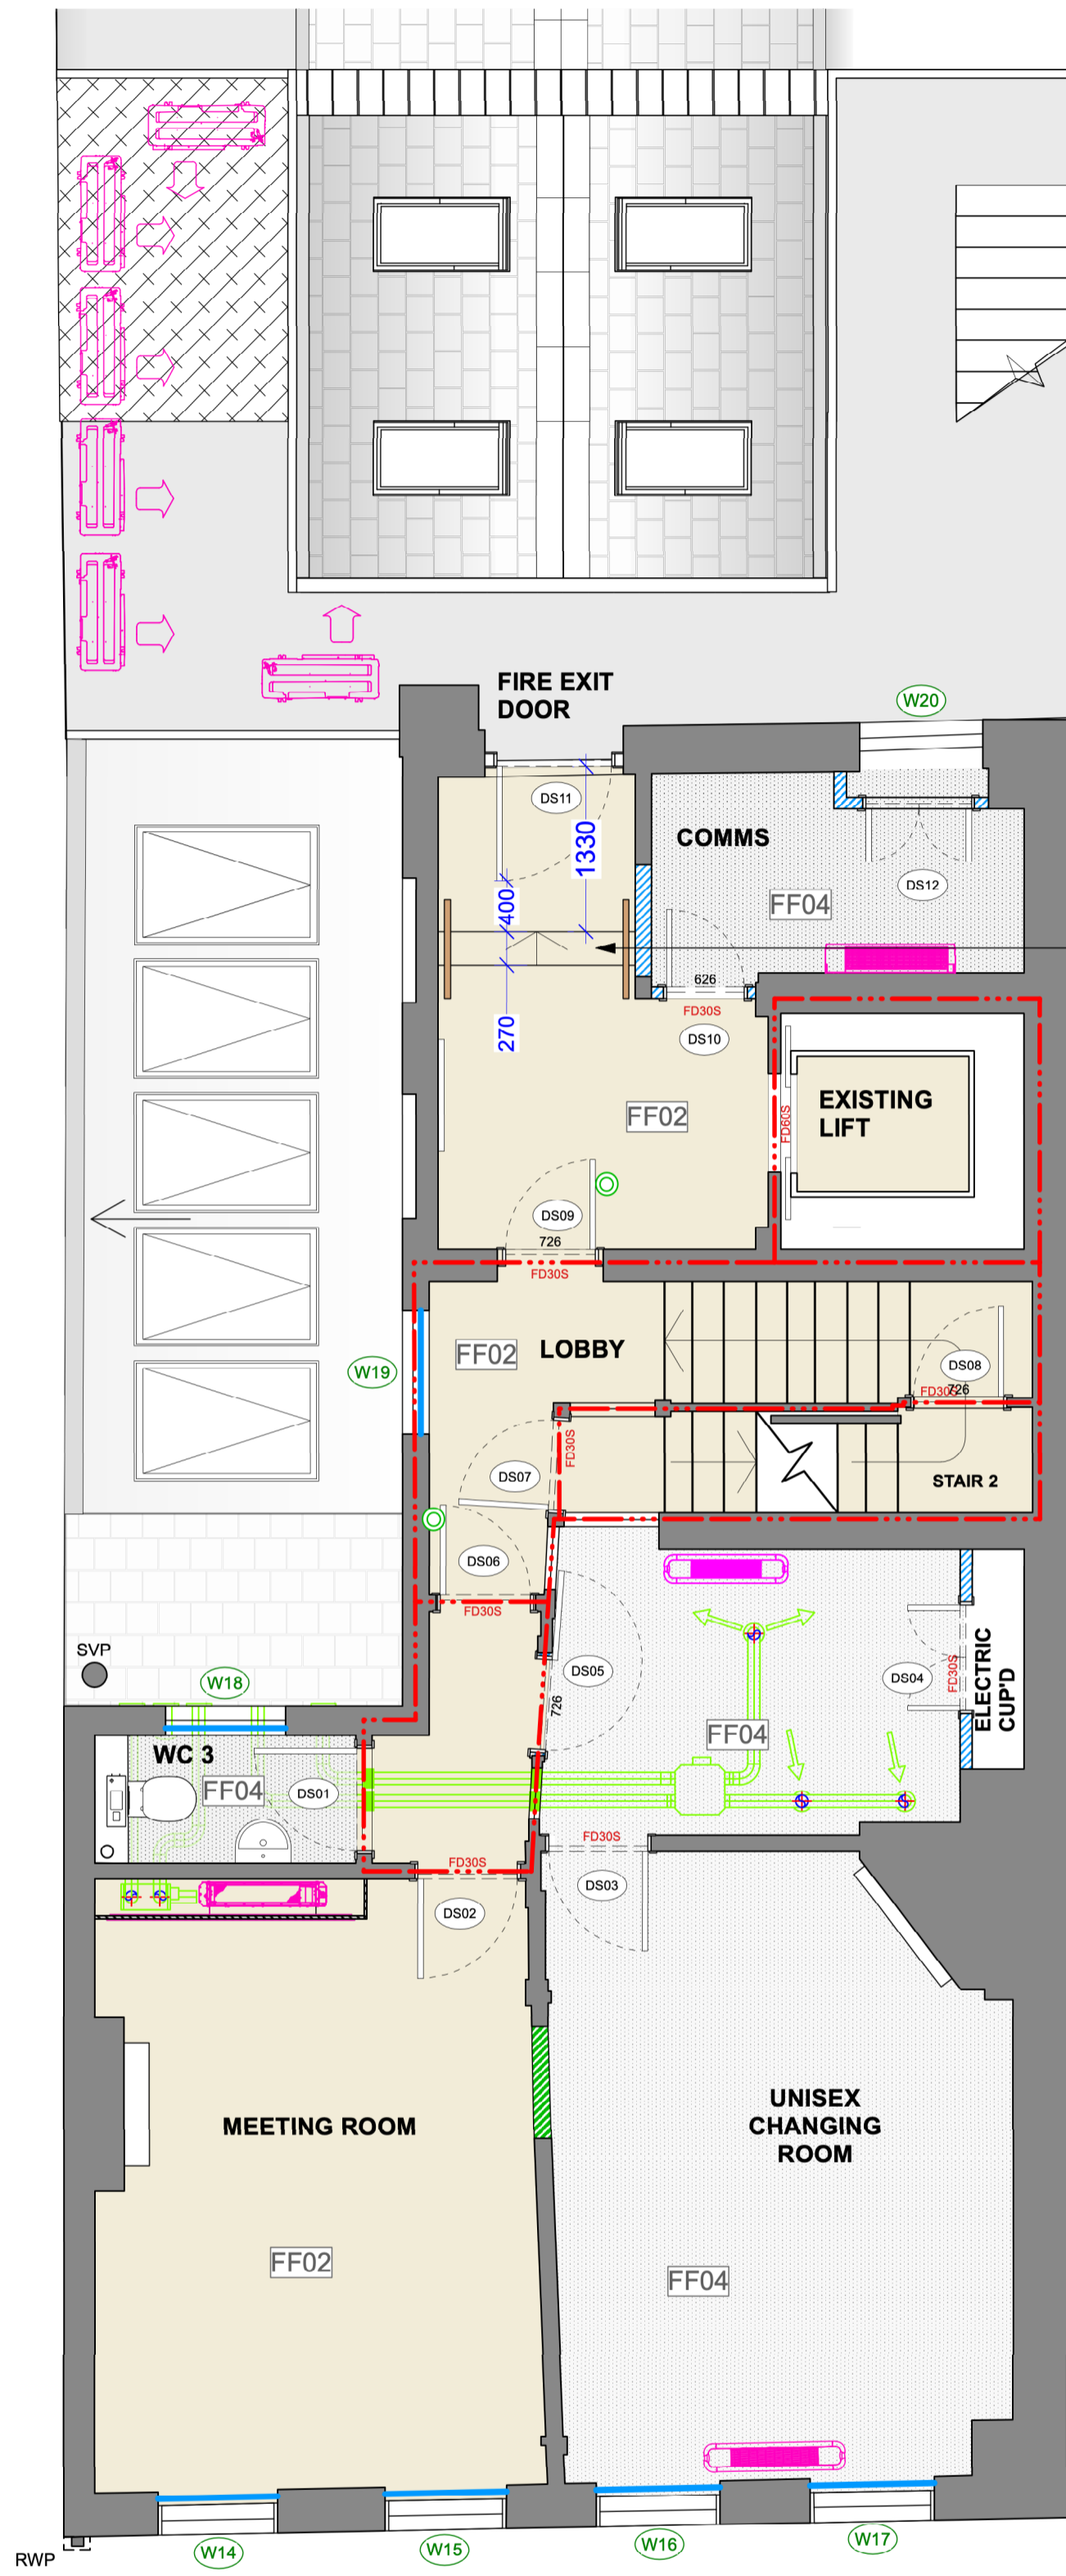 FIRE EXIT
DOOR
W20
DS11
1330
COMMS
400
DS12
FF04
626
FD30S
270
DS10
FF02
EXISTING
LIFT
FD60S
DS09
726
FD30S
LOBBY
FF02
W19
DS08
726
FD30S
FD30S
DS07
STAIR 2
DS06
FD30S
SVP
W18
DS05
726
DS04
FD30S
ELECTRIC
CUP'D
FF04
WC 3
FF04
DS01
FD30S
FD30S
DS03
DS02
MEETING ROOM
UNISEX
CHANGING
ROOM
FF02
FF04
RWP
W14
W15
W16
W17